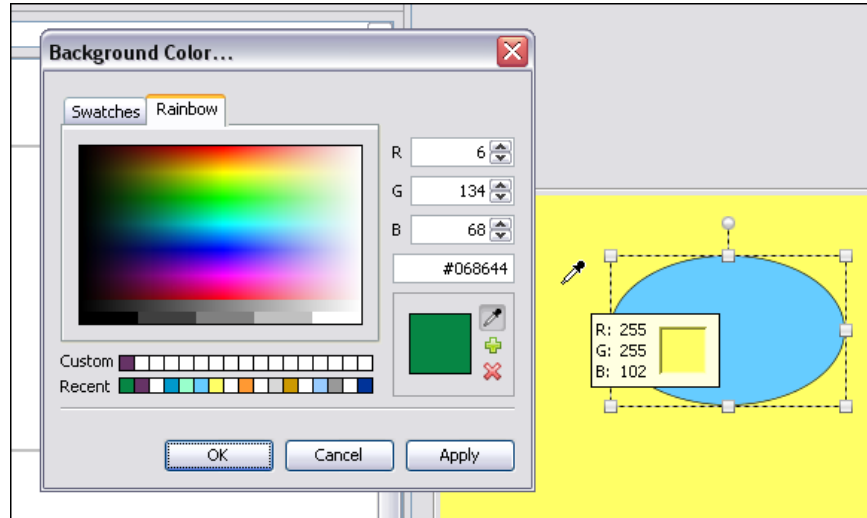 Background Color...
Swatches Rainbow
R 6
G 134
B 68
#068644
Custom
Recent
OK Cancel Apply
R: 255
G: 255
B: 102